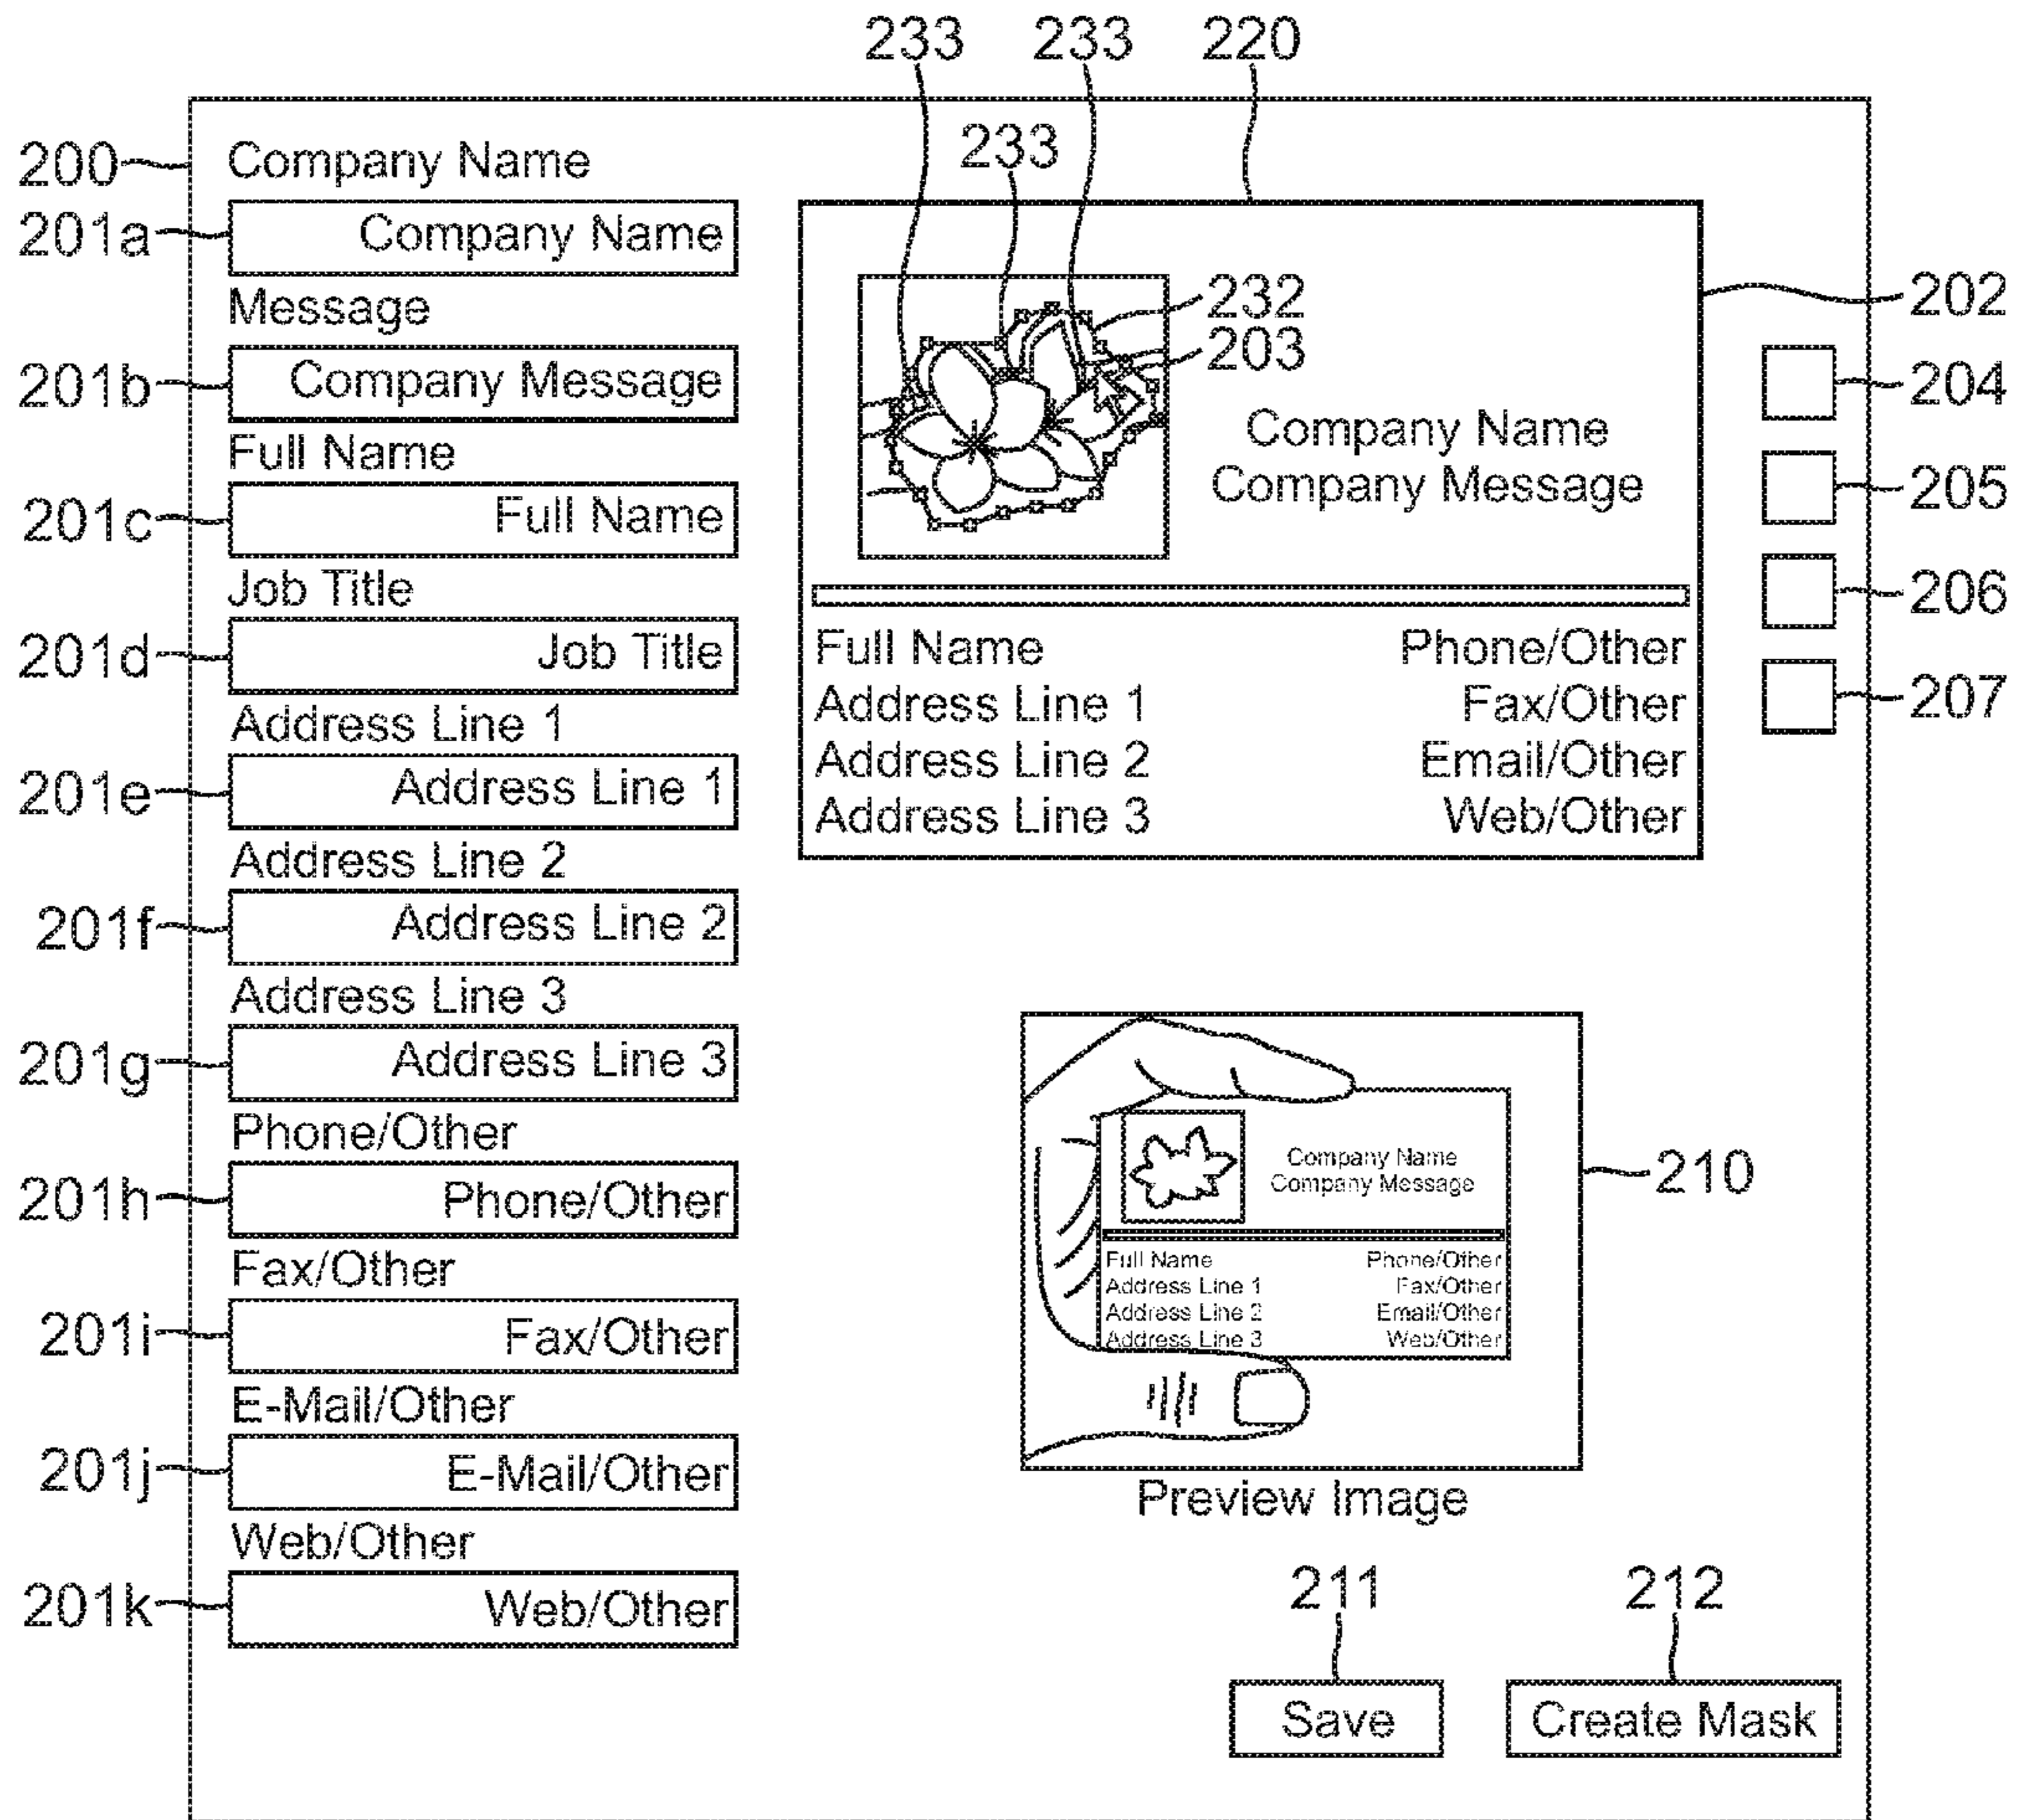 233 233 220
200 Company Name 233
201a Company Name
Message
201b Company Message
Full Name
201c Full Name
Job Title
201d Job Title
Address Line 1
201e Address Line 1
Address Line 2
201f Address Line 2
Address Line 3
201g Address Line 3
Phone/Other
201h Phone/Other
Fax/Other
201i Fax/Other
E-Mail/Other
201j E-Mail/Other
Web/Other
201k Web/Other
232
203
Company Name
Company Message
Full Name Phone/Other
Address Line 1 Fax/Other
Address Line 2 Email/Other
Address Line 3 Web/Other
202
204
205
206
207
Company Name
Company Message
Full Name Phone/Other
Address Line 1 Fax/Other
Address Line 2 Email/Other
Address Line 3 Web/Other
210
Preview Image
211 212
Save Create Mask